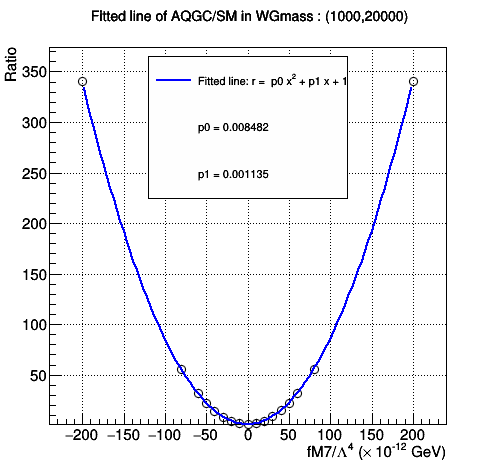 FItted line of AQGC/SM in WGmass : (1000,20000)
Ratio
Fitted line: r = p0 x² + p1 x + 1
p0 = 0.008482
p1 = 0.001135
350
300
250
200
150
100
50
−200 −150 −100 −50 0 50 100 150 200
fM7/Λ⁴ (× 10⁻¹² GeV)